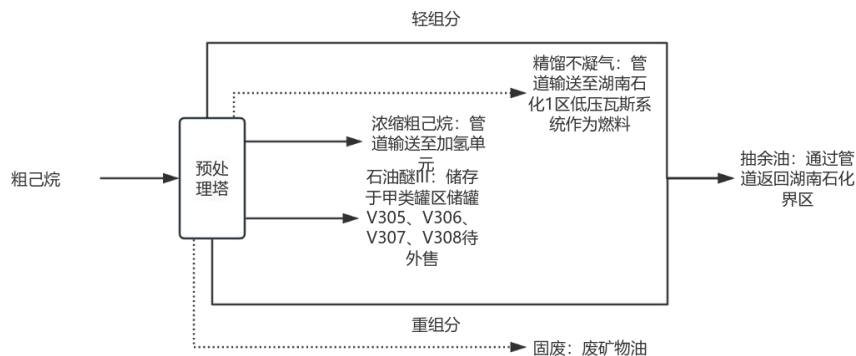 轻组分
精馏不凝气：管
道输送至湖南石
化1区低压瓦斯系
统作为燃料
浓缩粗己烷：管
道输送至加氢单
元
粗己烷
预处
理塔
石油醚III：储存
于甲类罐区储罐
V305、V306、
V307、V308待
外售
抽余油：通过管
道返回湖南石化
界区
重组分
固废：废矿物油